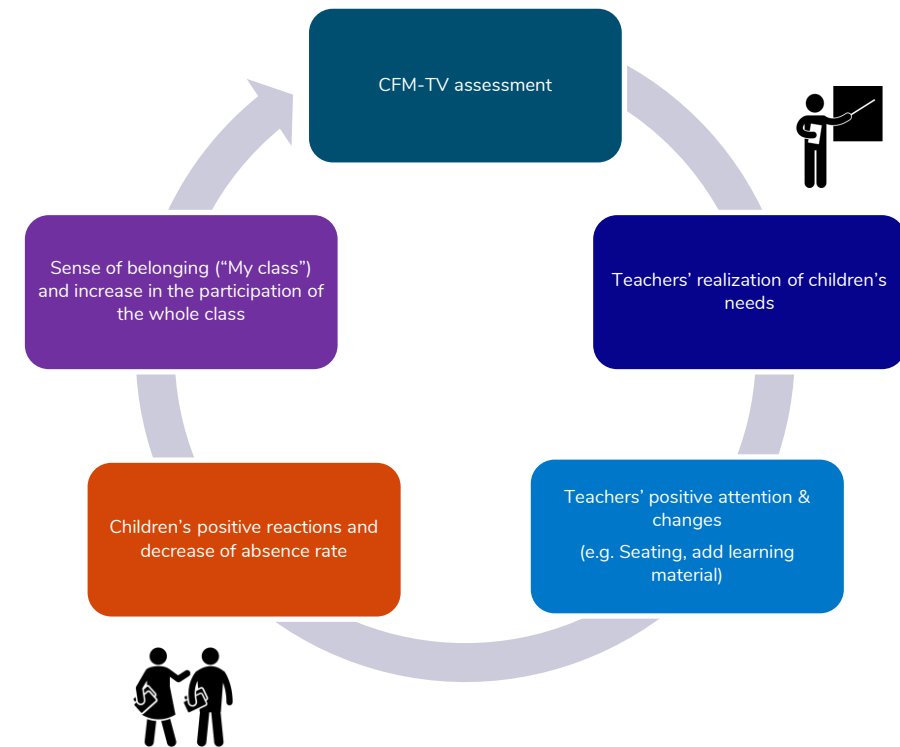 CFM-TV assessment
Teachers’ realization of children’s
needs
Teachers’ positive attention &
changes
(e.g. Seating, add learning
material)
Children’s positive reactions and
decrease of absence rate
Sense of belonging (“My class”)
and increase in the participation of
the whole class